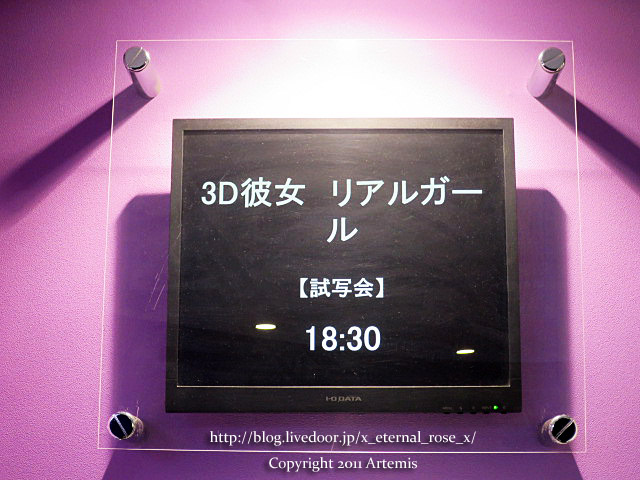 3D彼女　リアルガー
ル
【試写会】
18:30
I-O DATA
http://blog.livedoor.jp/x_eternal_rose_x/
Copyright 2011 Artemis